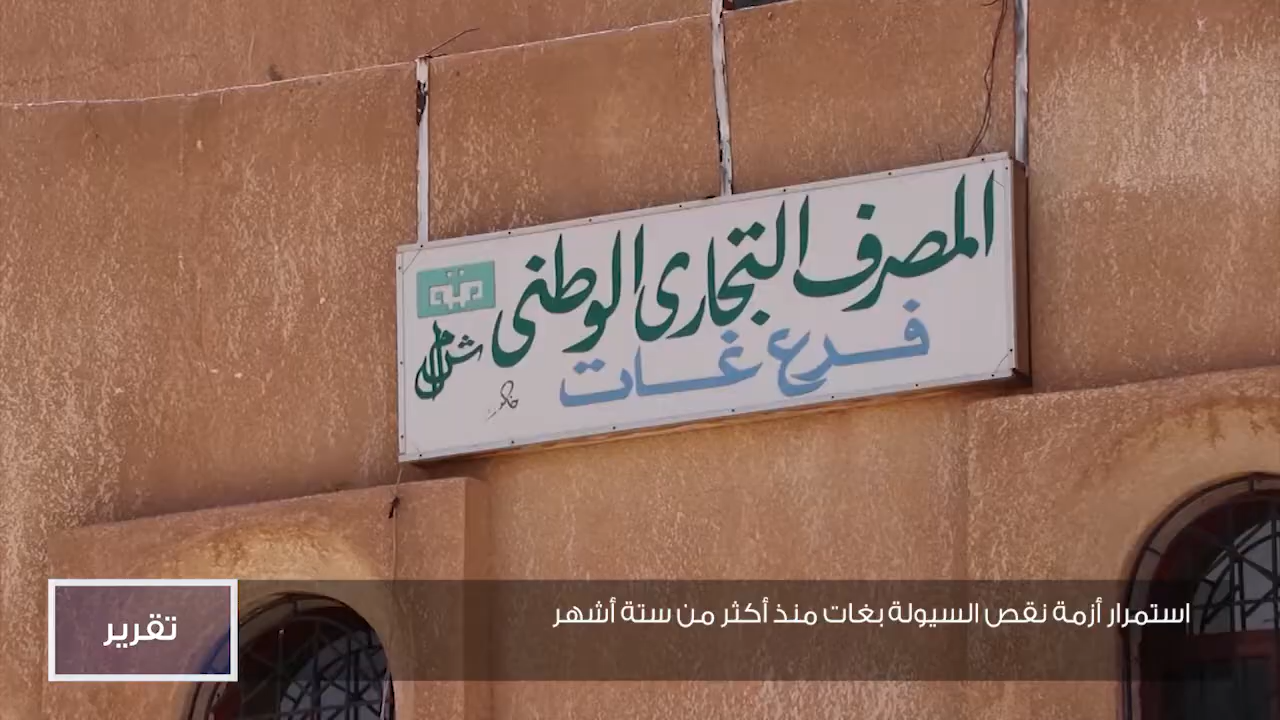 المصرف التجاري الوطني
فرع غات
استمرار أزمة نقص السيولة بغات منذ أكثر من ستة أشهر
تقرير